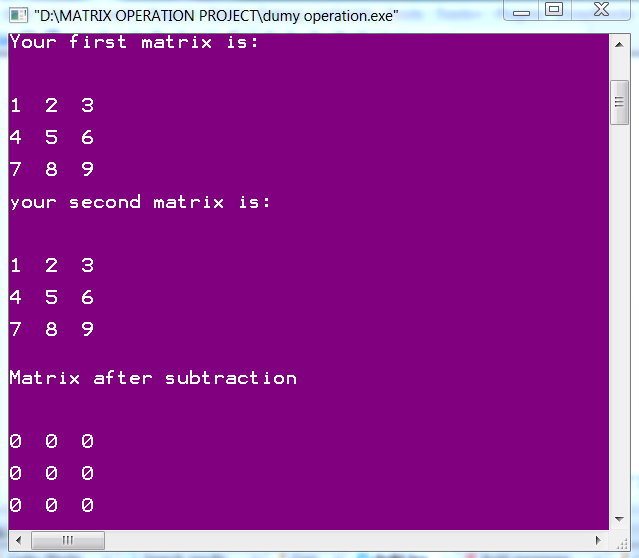 "D:\MATRIX OPERATION PROJECT\dumy operation.exe"
Your first matrix is:
1 2 3
4 5 6
7 8 9
your second matrix is:
1 2 3
4 5 6
7 8 9
Matrix after subtraction
0 0 0
0 0 0
0 0 0